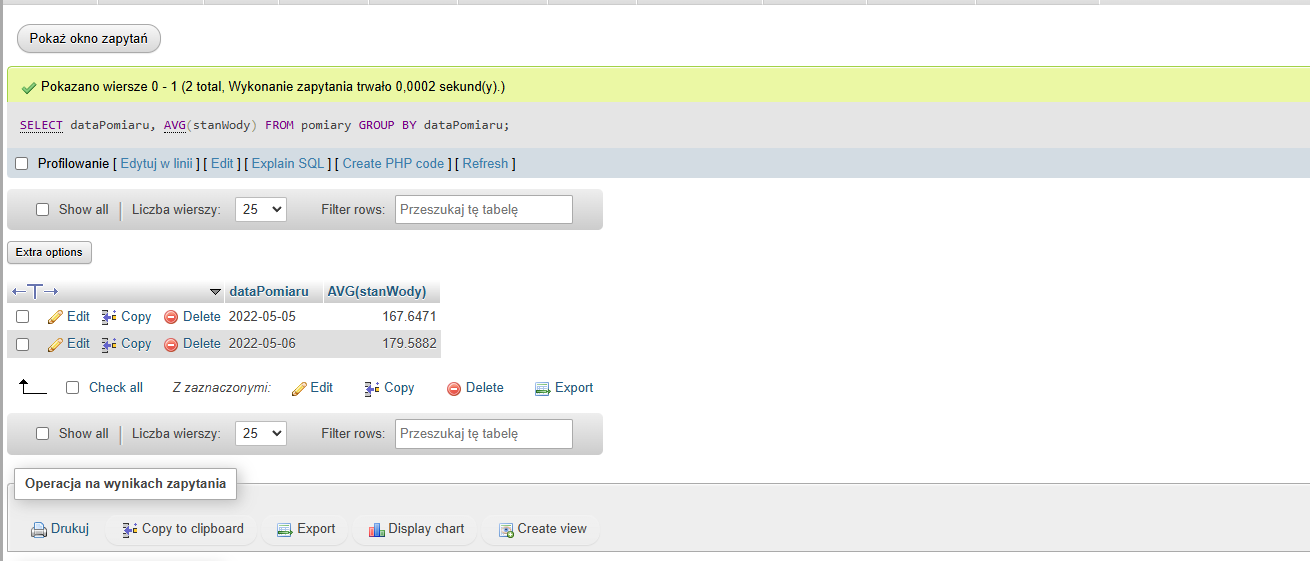 Pokaż okno zapytań
Pokazano wiersze 0 - 1 (2 total, Wykonanie zapytania trwało 0,0002 sekund(y).)
SELECT dataPomiaru, AVG(stanWody) FROM pomiary GROUP BY dataPomiaru;
Profilowanie [ Edytuj w linii ] [ Edit ] [ Explain SQL ] [ Create PHP code ] [ Refresh ]
Show all Liczba wierszy: 25 Filter rows: Przeszukaj tę tabelę
Extra options
dataPomiaru AVG(stanWody)
Edit Copy Delete 2022-05-05 167.6471
Edit Copy Delete 2022-05-06 179.5882
Check all Z zaznaczonymi: Edit Copy Delete Export
Show all Liczba wierszy: 25 Filter rows: Przeszukaj tę tabelę
Operacja na wynikach zapytania
Drukuj Copy to clipboard Export Display chart Create view